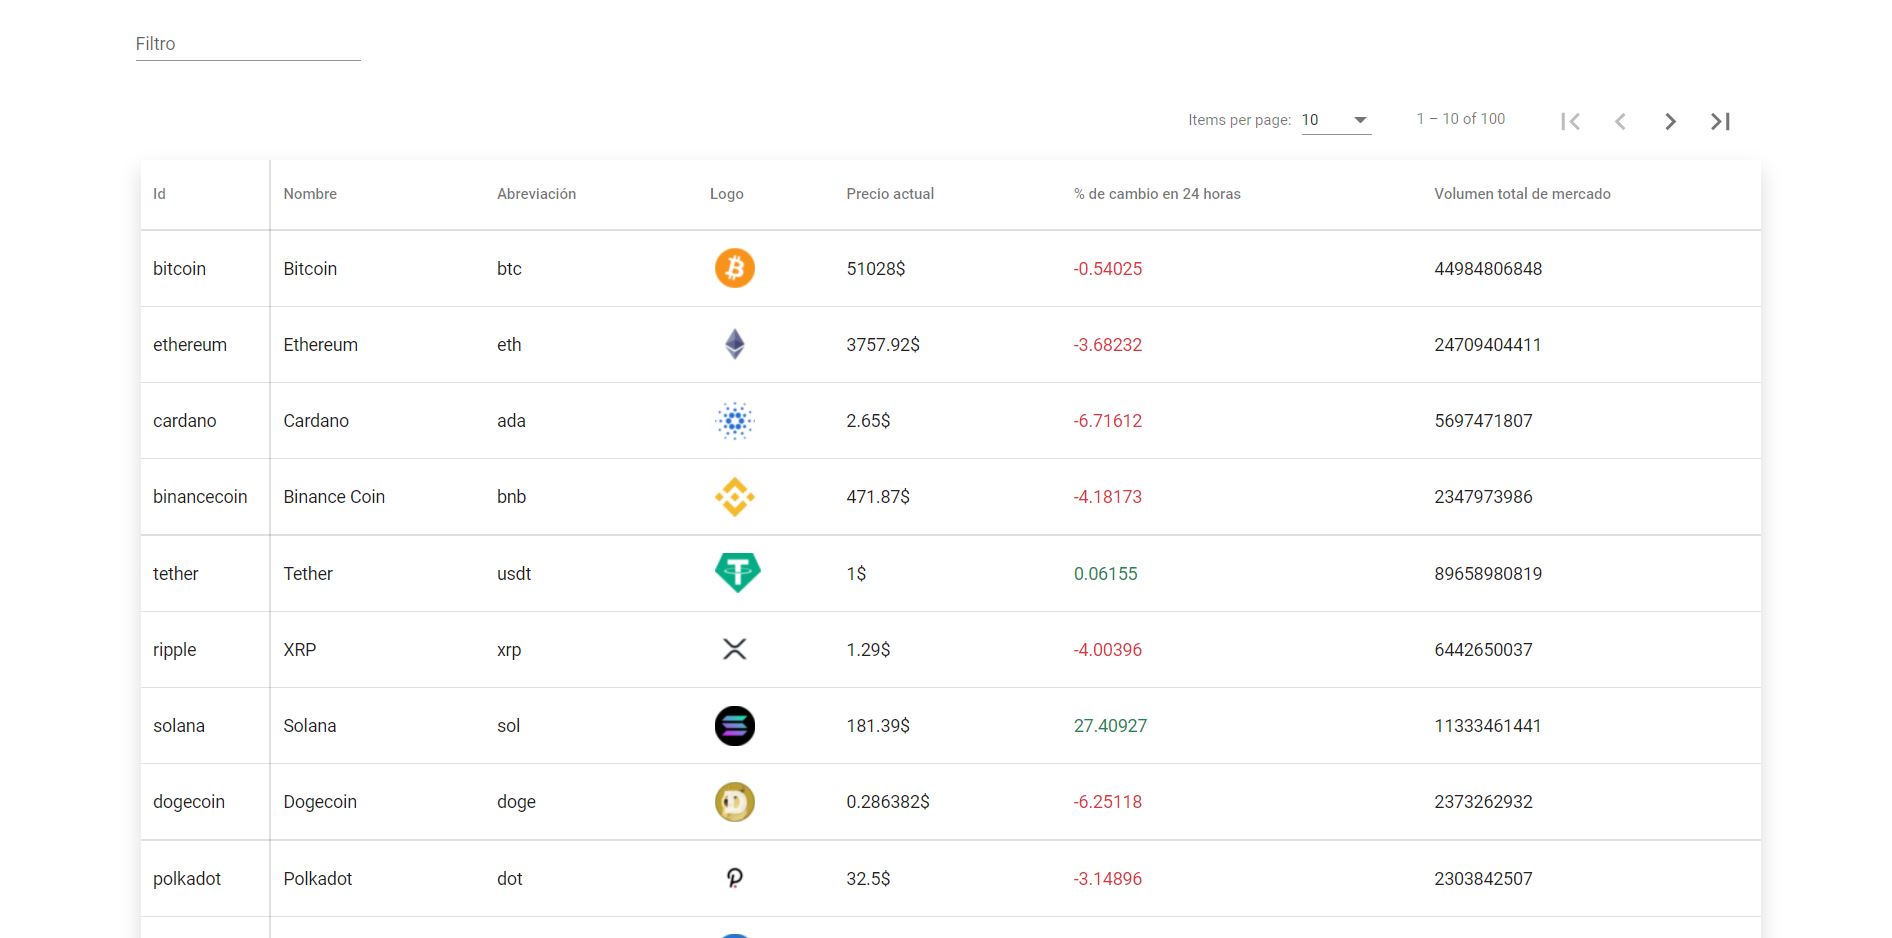 Filtro
Items per page: 10 1 – 10 of 100
Id Nombre Abreviación Logo Precio actual % de cambio en 24 horas Volumen total de mercado
bitcoin Bitcoin btc 51028$ -0.54025 44984806848
ethereum Ethereum eth 3757.92$ -3.68232 24709404411
cardano Cardano ada 2.65$ -6.71612 5697471807
binancecoin Binance Coin bnb 471.87$ -4.18173 2347973986
tether Tether usdt 1$ 0.06155 89658980819
ripple XRP xrp 1.29$ -4.00396 6442650037
solana Solana sol 181.39$ 27.40927 11333461441
dogecoin Dogecoin doge 0.286382$ -6.25118 2373262932
polkadot Polkadot dot 32.5$ -3.14896 2303842507